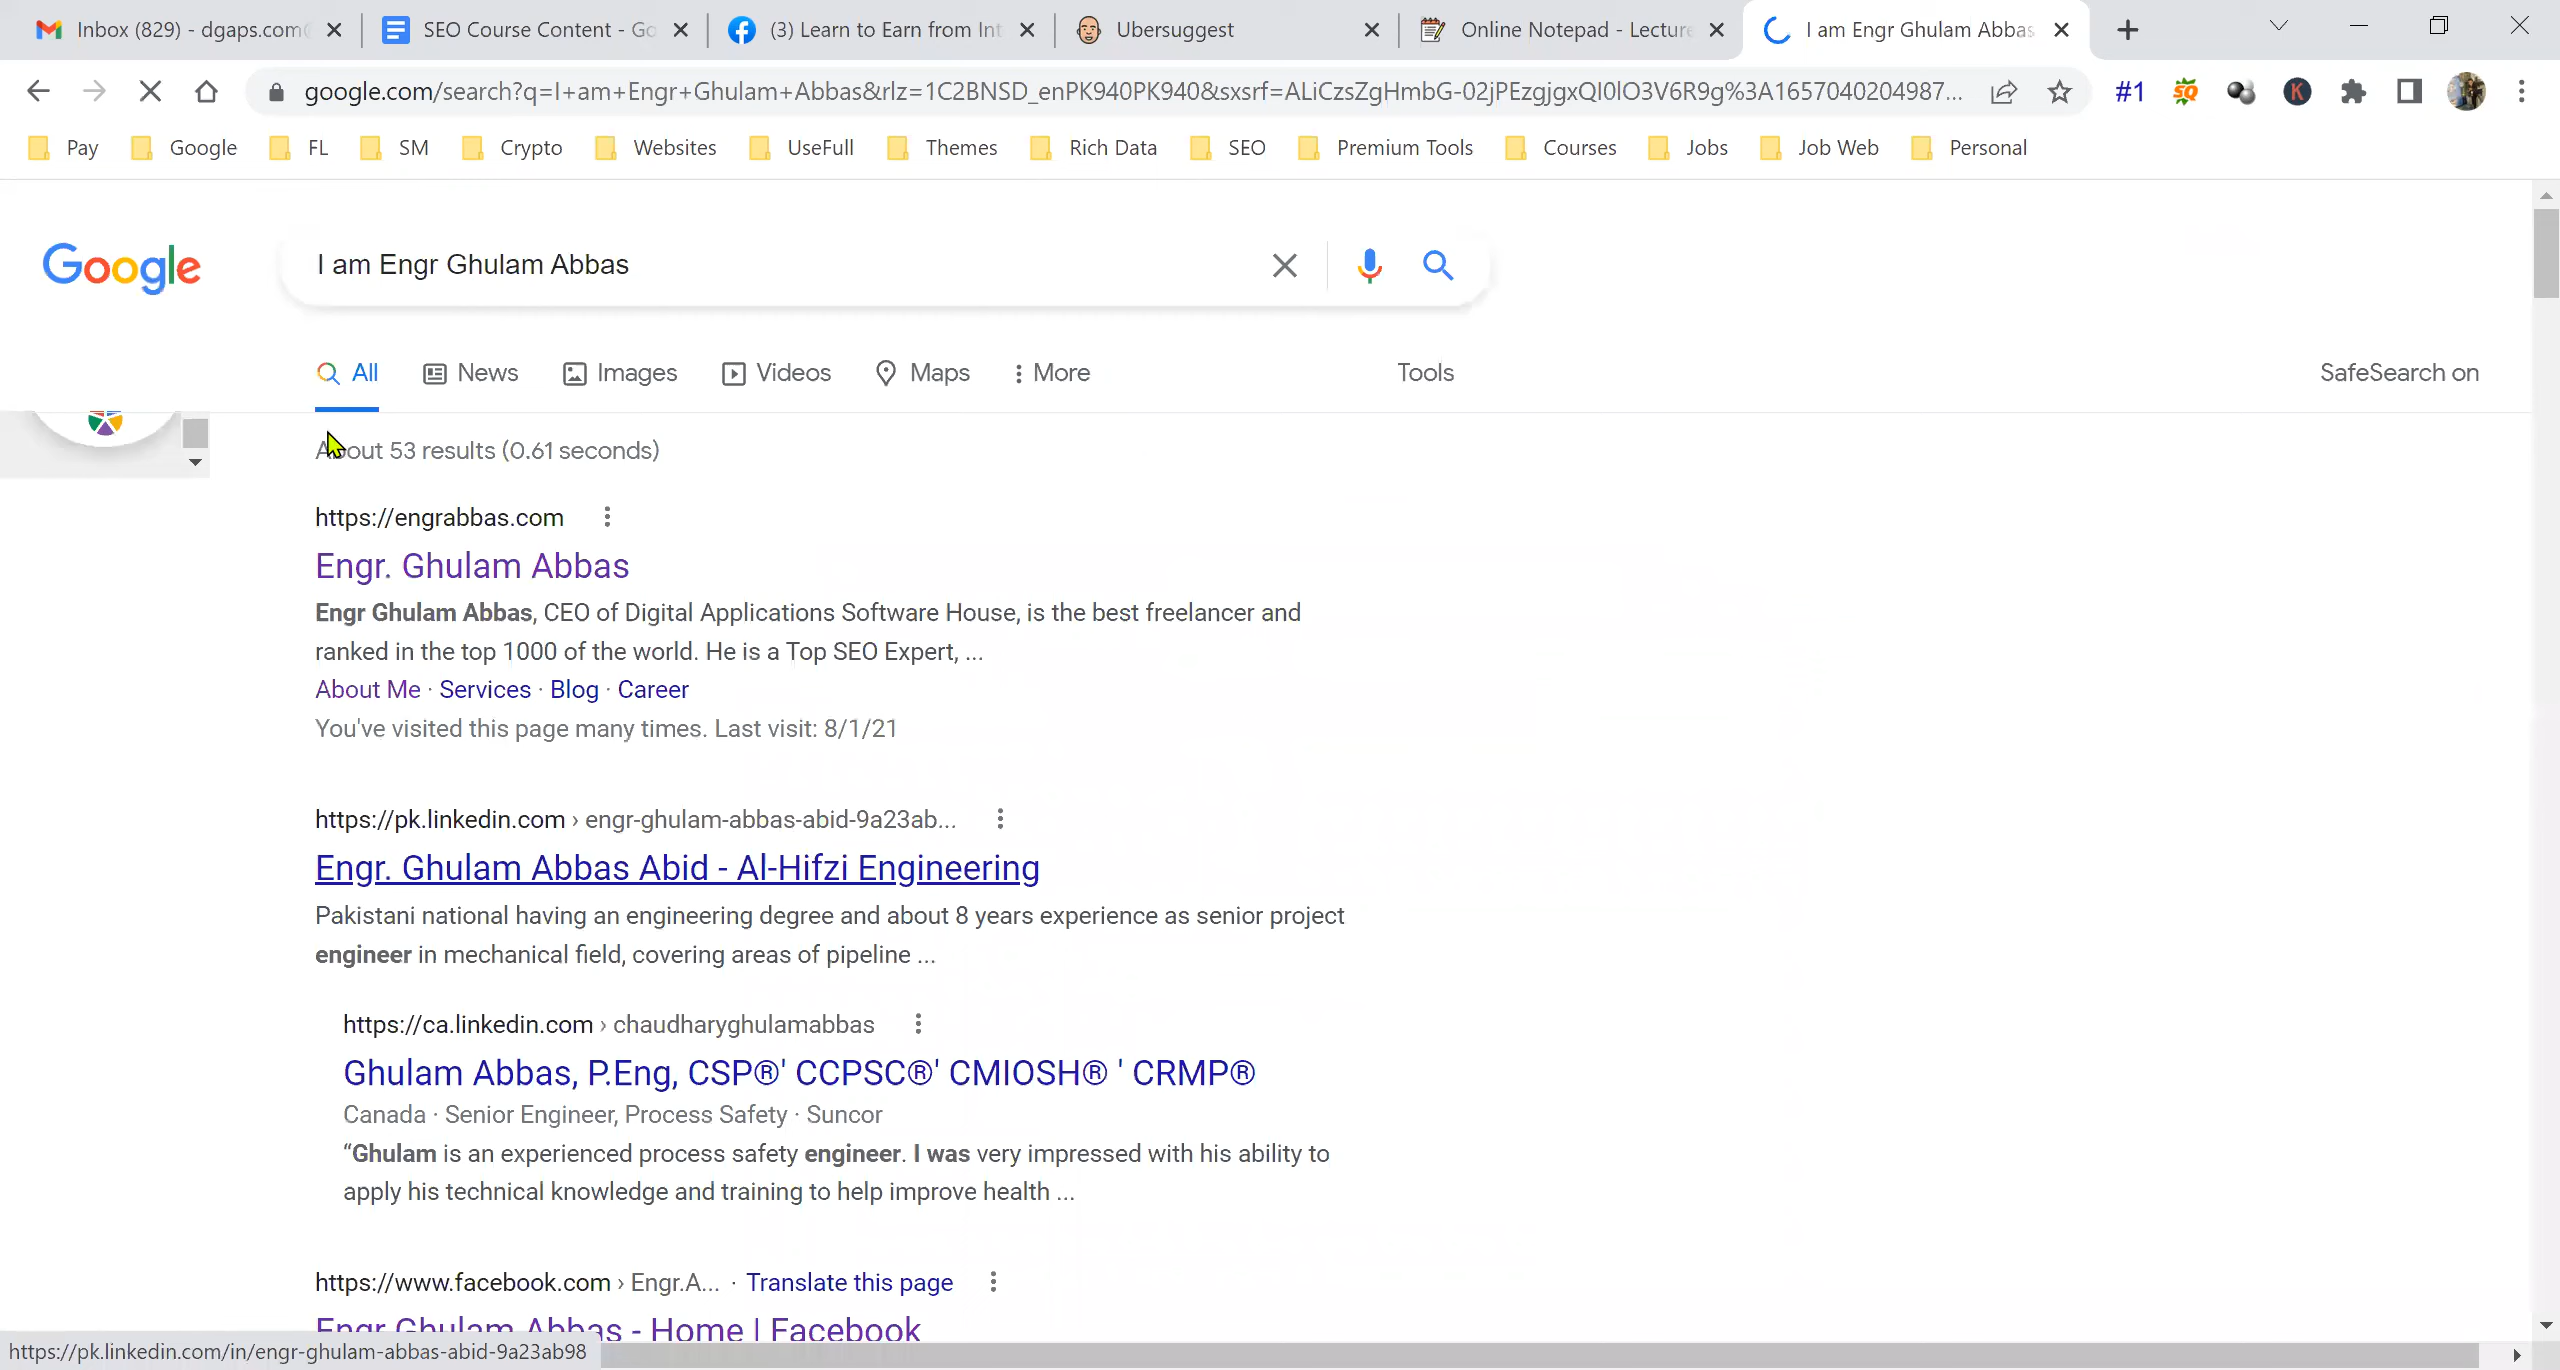 Inbox (829) - dgaps.com
SEO Course Content - Go
(3) Learn to Earn from Int
Ubersuggest
Online Notepad - Lecture
I am Engr Ghulam Abbas
google.com/search?q=I+am+Engr+Ghulam+Abbas&rlz=1C2BNSD_enPK940PK940&sxsrf=ALiCzsZgHmbG-02jPEzgjgxQI0lO3V6R9g%3A1657040204987...
#1
SQ
K
Pay
Google
FL
SM
Crypto
Websites
UseFull
Themes
Rich Data
SEO
Premium Tools
Courses
Jobs
Job Web
Personal
Google
I am Engr Ghulam Abbas
All
News
Images
Videos
Maps
More
Tools
SafeSearch on
About 53 results (0.61 seconds)
https://engrabbas.com
Engr. Ghulam Abbas
Engr Ghulam Abbas, CEO of Digital Applications Software House, is the best freelancer and
ranked in the top 1000 of the world. He is a Top SEO Expert, ...
About Me · Services · Blog · Career
You've visited this page many times. Last visit: 8/1/21
https://pk.linkedin.com › engr-ghulam-abbas-abid-9a23ab...
Engr. Ghulam Abbas Abid - Al-Hifzi Engineering
Pakistani national having an engineering degree and about 8 years experience as senior project
engineer in mechanical field, covering areas of pipeline ...
https://ca.linkedin.com › chaudharyghulamabbas
Ghulam Abbas, P.Eng, CSP®' CCPSC®' CMIOSH® ' CRMP®
Canada · Senior Engineer, Process Safety · Suncor
“Ghulam is an experienced process safety engineer. I was very impressed with his ability to
apply his technical knowledge and training to help improve health ...
https://www.facebook.com › Engr.A... · Translate this page
Engr Ghulam Abbas - Home | Facebook
https://pk.linkedin.com/in/engr-ghulam-abbas-abid-9a23ab98